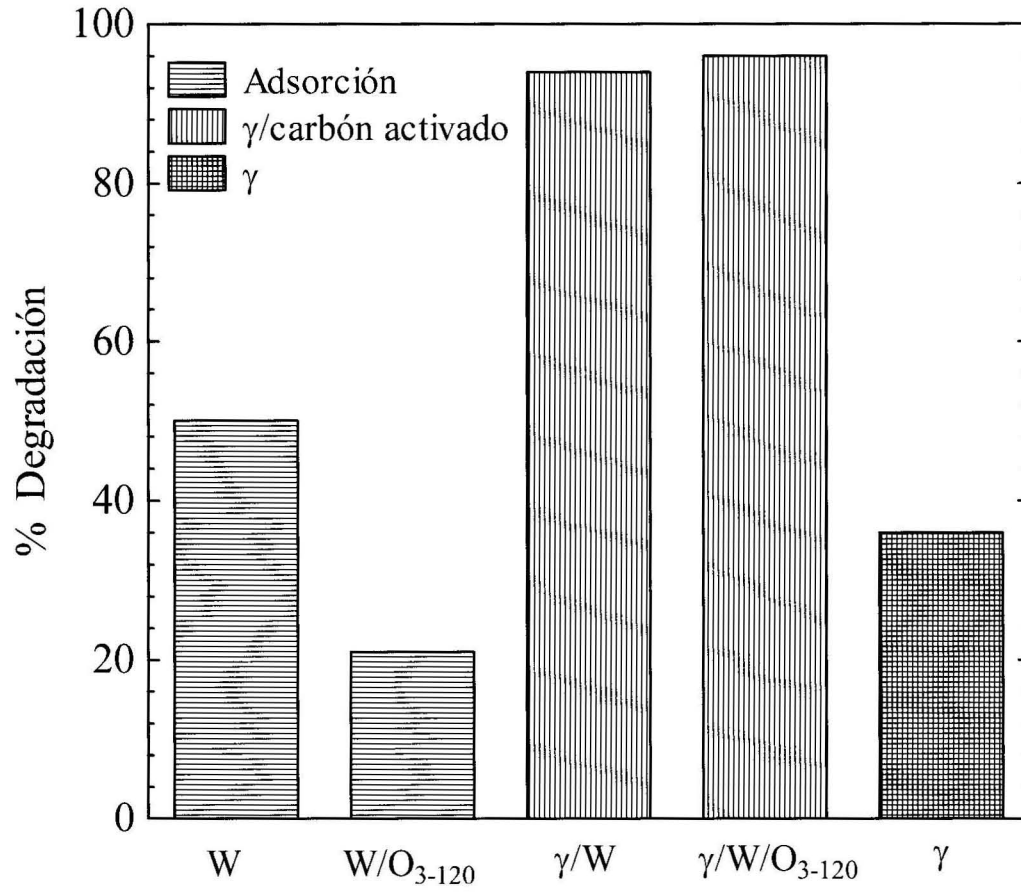 100
80
60
40
20
0
% Degradación
Adsorción
γ/carbón activado
γ
W W/O₃₋₁₂₀ γ/W γ/W/O₃₋₁₂₀ γ